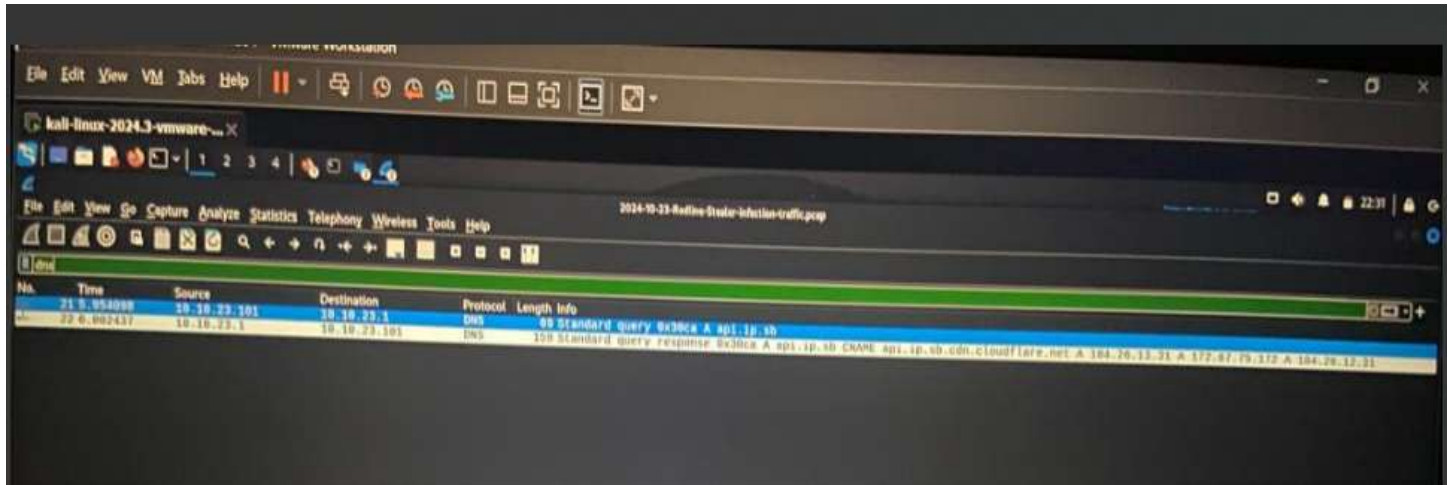 VMware Workstation
File Edit View VM Tabs Help
kali-linux-2024.3-vmware-...
1 2 3 4
22:31
2024-10-23-Redline-Stealer-infection-traffic.pcap
File Edit View Go Capture Analyze Statistics Telephony Wireless Tools Help
dns
No. Time Source Destination Protocol Length Info
21 5.954098 10.10.23.101 10.10.23.1 DNS 69 Standard query 0x30ca A api.ip.sb
22 6.002437 10.10.23.1 10.10.23.101 DNS 159 Standard query response 0x30ca A api.ip.sb CNAME api.ip.sb.cdn.cloudflare.net A 104.26.13.31 A 172.67.75.172 A 104.26.12.31